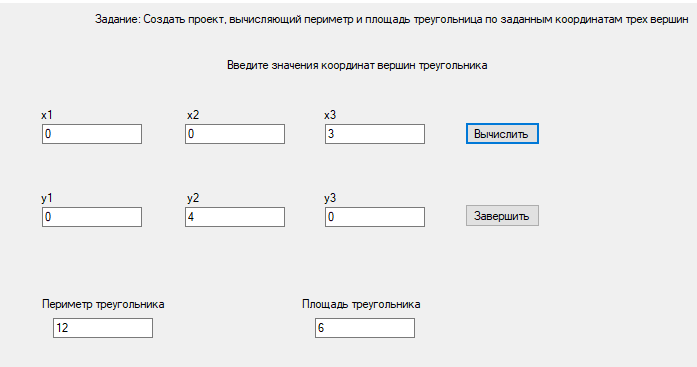 Задание: Создать проект, вычисляющий периметр и площадь треугольница по заданным координатам трех вершин
Введите значения координат вершин треугольника
x1 x2 x3
0 0 3 Вычислить
y1 y2 y3
0 4 0 Завершить
Периметр треугольника Площадь треугольника
12 6